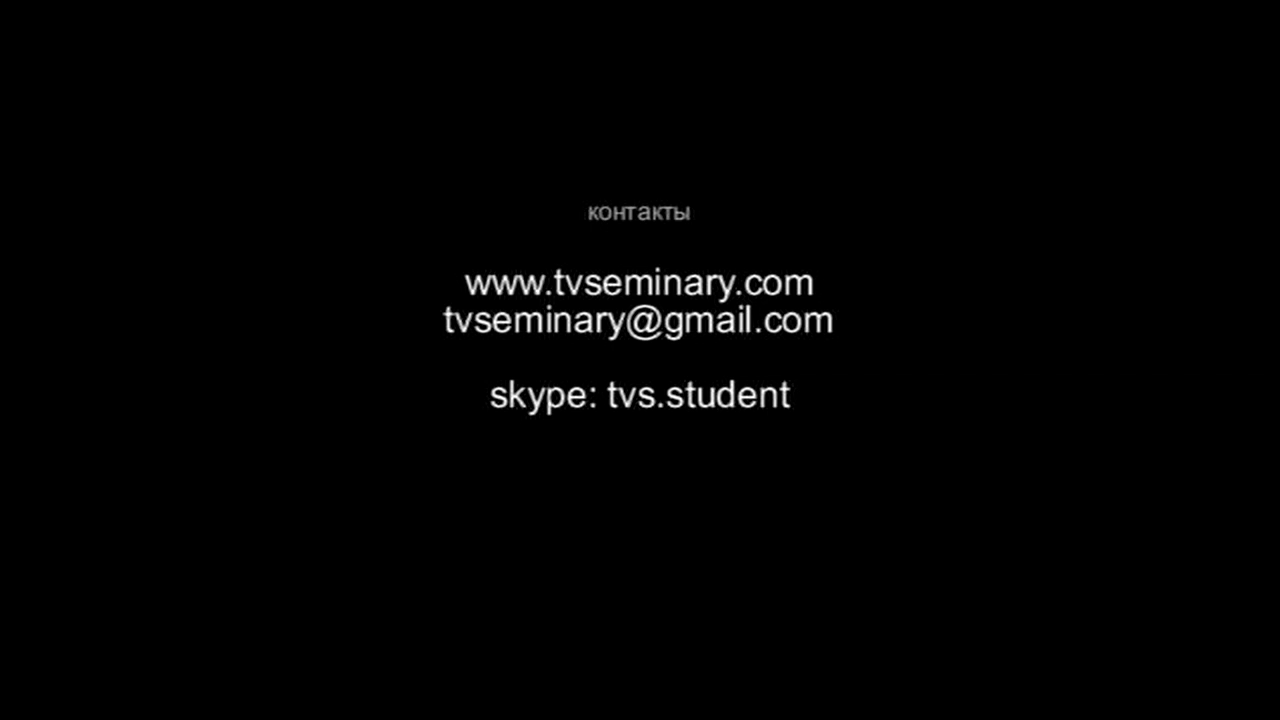 контакты
www.tvseminary.com
tvseminary@gmail.com
skype: tvs.student